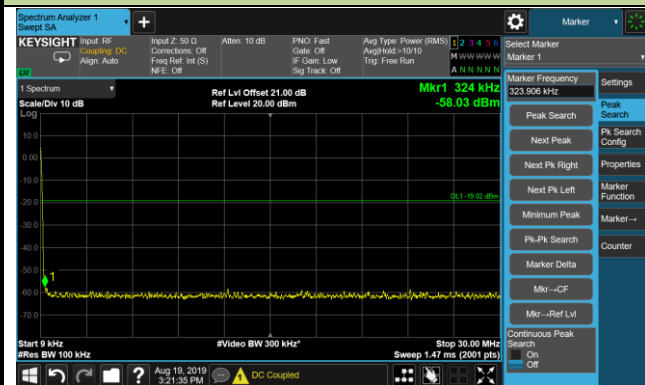 Spectrum Analyzer 1
Swept SA
Marker
KEYSIGHT
Input: RF
Coupling: DC
Align: Auto
Input Z: 50 Ω
Corrections: Off
Freq Ref: Int (S)
NFE: Off
Atten: 10 dB
PNO: Fast
Gate: Off
IF Gain: Low
Sig Track: Off
Avg Type: Power (RMS)
Avg|Hold:>10/10
Trig: Free Run
1 2 3 4 5 6
M W W W W W
A N N N N N
LV
Select Marker
Marker 1
1 Spectrum
Scale/Div 10 dB
Log
Ref Lvl Offset 21.00 dB
Ref Level 20.00 dBm
Mkr1 324 kHz
-58.03 dBm
10.0
0.00
-10.0
-20.0
-30.0
-40.0
-50.0
-60.0
-70.0
DL1 -19.02 dBm
1
Start 9 kHz
#Res BW 100 kHz
#Video BW 300 kHz*
Stop 30.00 MHz
Sweep 1.47 ms (2001 pts)
Marker Frequency
323.906 kHz
Peak Search
Next Peak
Next Pk Right
Next Pk Left
Minimum Peak
Pk-Pk Search
Marker Delta
Mkr→CF
Mkr→Ref Lvl
Continuous Peak
Search
On
Off
Settings
Peak
Search
Pk Search
Config
Properties
Marker
Function
Marker→
Counter
Aug 19, 2019
3:21:35 PM
DC Coupled